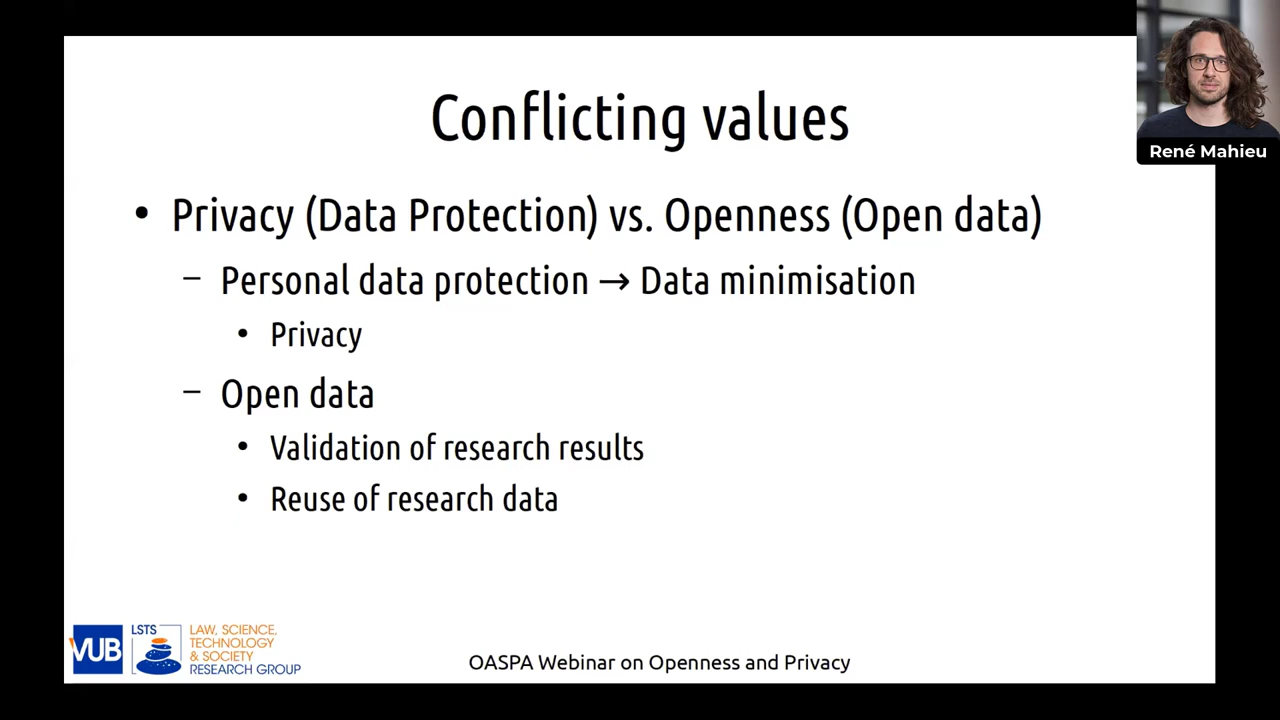 Conflicting values
• Privacy (Data Protection) vs. Openness (Open data)
– Personal data protection → Data minimisation
• Privacy
– Open data
• Validation of research results
• Reuse of research data
René Mahieu
VUB
LSTS
LAW, SCIENCE,
TECHNOLOGY
& SOCIETY
RESEARCH GROUP
OASPA Webinar on Openness and Privacy